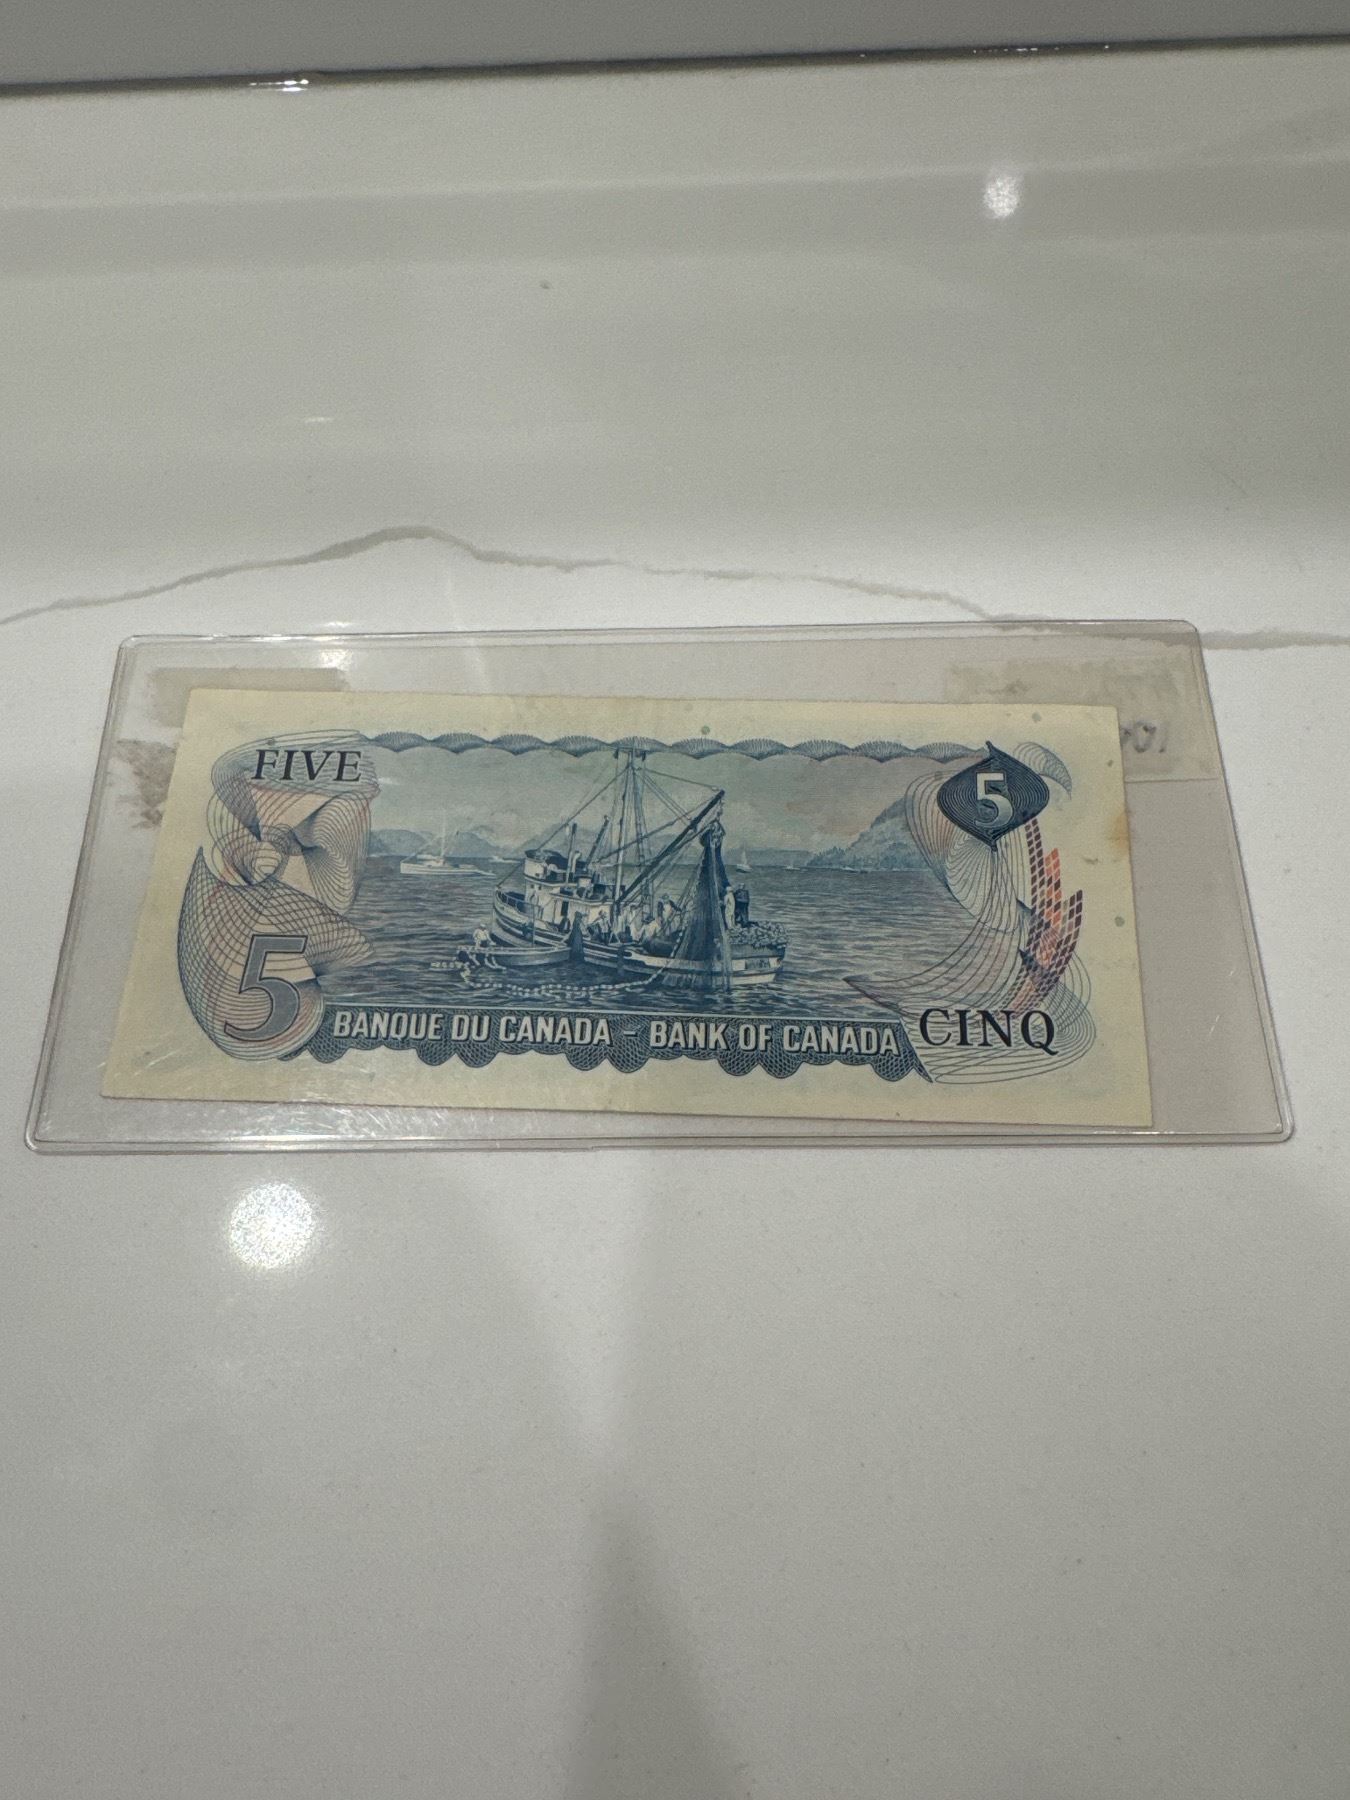 FIVE
5
5
BANQUE DU CANADA – BANK OF CANADA
CINQ